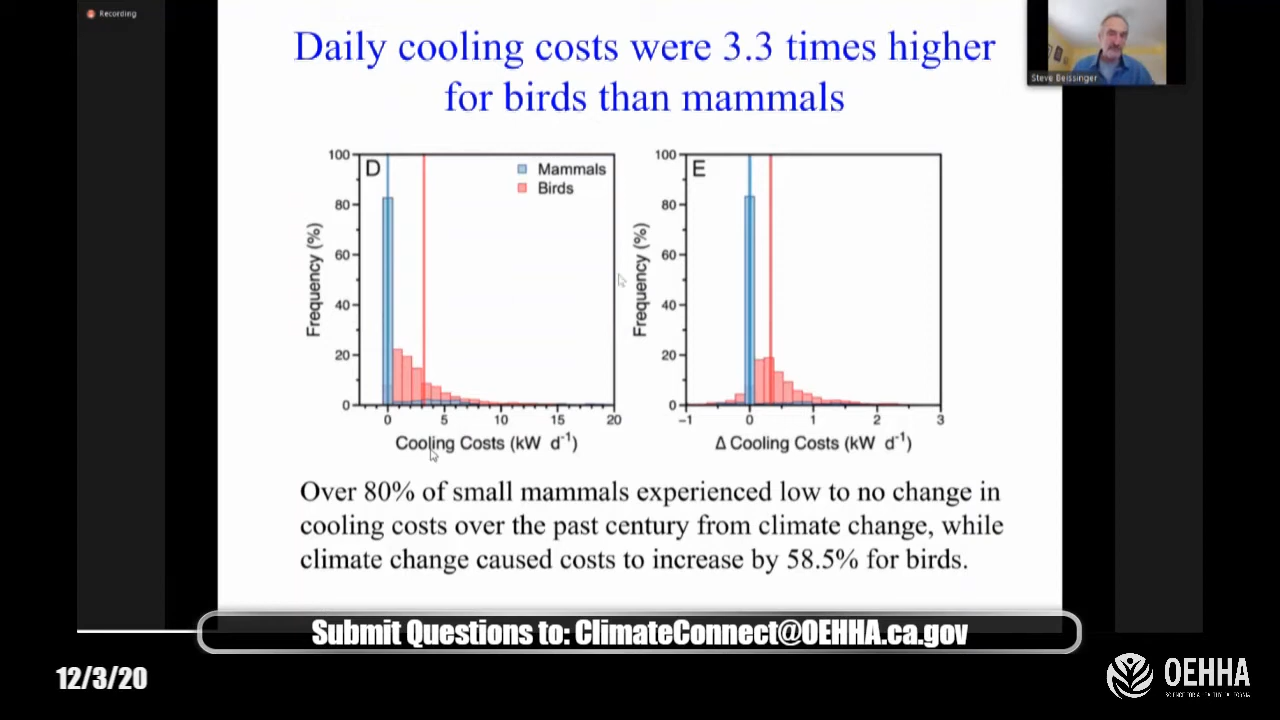 Recording
Daily cooling costs were 3.3 times higher
for birds than mammals
Steve Beissinger
D
Mammals
Birds
100
80
60
40
20
0
Frequency (%)
0 5 10 15 20
Cooling Costs (kW d⁻¹)
E
100
80
60
40
20
0
Frequency (%)
−1 0 1 2 3
Δ Cooling Costs (kW d⁻¹)
Over 80% of small mammals experienced low to no change in
cooling costs over the past century from climate change, while
climate change caused costs to increase by 58.5% for birds.
Submit Questions to: ClimateConnect@OEHHA.ca.gov
12/3/20
OEHHA